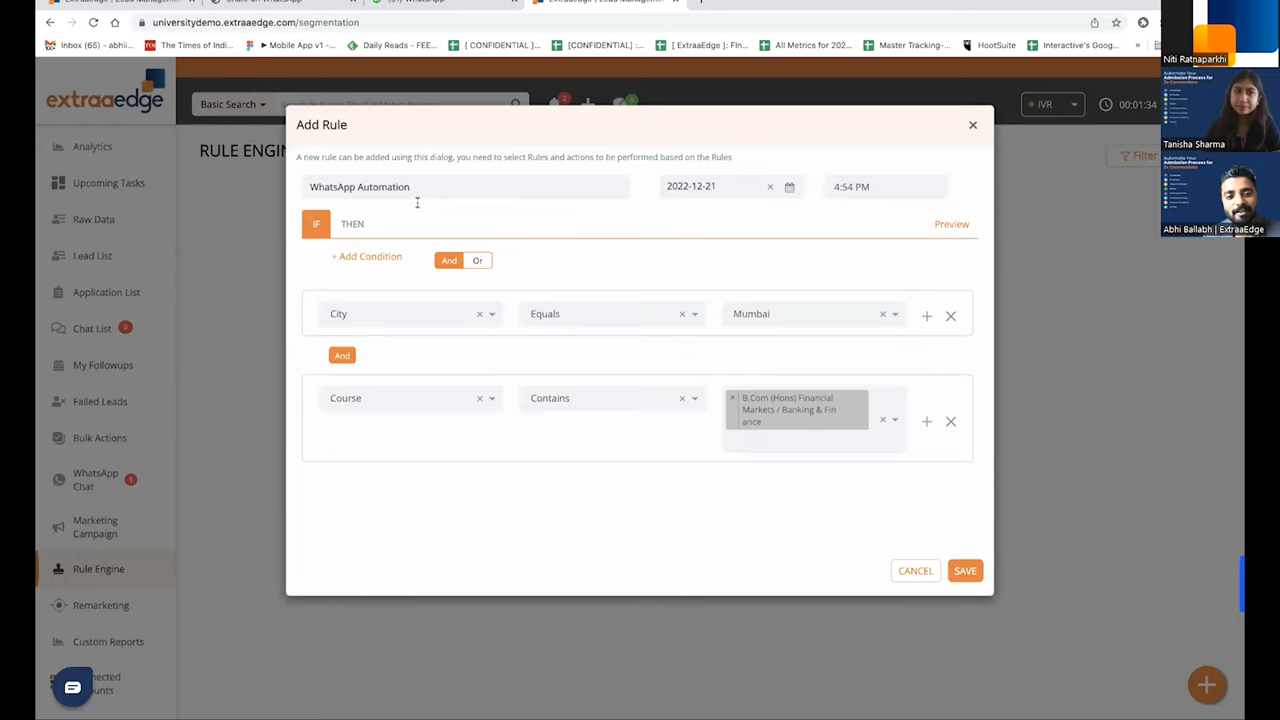 universitydemo.extraaedge.com/segmentation
Inbox (65) - abhii...
The Times of Indi...
Mobile App v1 -...
Daily Reads - FEE...
[ CONFIDENTIAL ]...
[CONFIDENTIAL :...
[ ExtraaEdge ]: FIn...
All Metrics for 202...
Master Tracking-...
HootSuite
Interactive's Goog...
»
Niti Ratnaparkhi
Tanisha Sharma
Abhi Ballabh | ExtraaEdge
extraaedge
Basic Search
2
IVR
00:01:34
RULE ENGIN
Filter
Analytics
Upcoming Tasks
Raw Data
Lead List
Application List
Chat List 0
My Followups
Failed Leads
Bulk Actions
WhatsApp
Chat
1
Marketing
Campaign
Rule Engine
Remarketing
Custom Reports
Add Rule
A new rule can be added using this dialog, you need to select Rules and actions to be performed based on the Rules
WhatsApp Automation
2022-12-21
4:54 PM
IF
THEN
Preview
+ Add Condition
And
Or
City
Equals
Mumbai
And
Course
Contains
B.Com (Hons) Financial
Markets / Banking & Fin
ance
CANCEL
SAVE